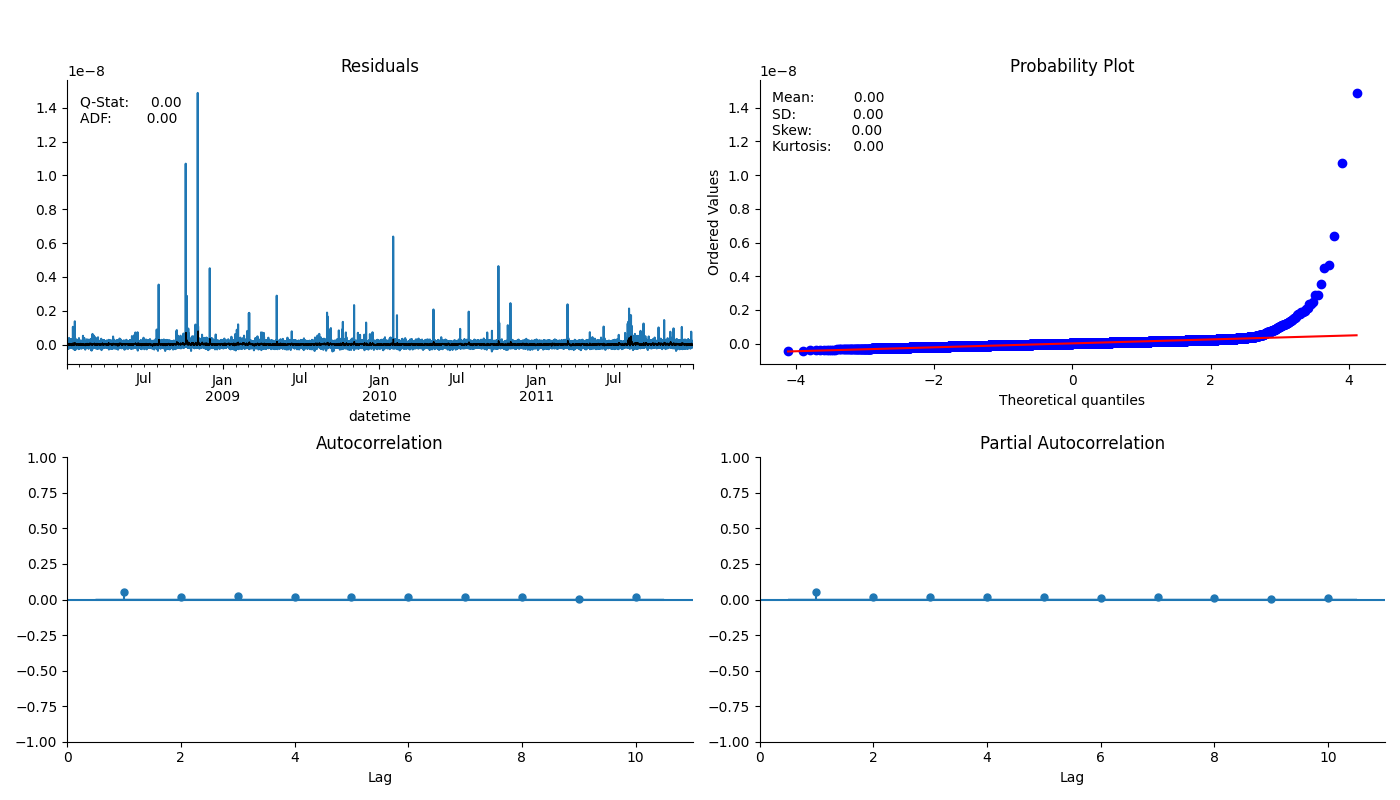 Residuals
1e−8
Q-Stat: 0.00
ADF: 0.00
1.4
1.2
1.0
0.8
0.6
0.4
0.2
0.0
Jul Jan Jul Jan Jul Jan Jul
2009 2010 2011
datetime
Probability Plot
1e−8
Mean: 0.00
SD: 0.00
Skew: 0.00
Kurtosis: 0.00
Ordered Values
1.4
1.2
1.0
0.8
0.6
0.4
0.2
0.0
−4 −2 0 2 4
Theoretical quantiles
Autocorrelation
1.00
0.75
0.50
0.25
0.00
−0.25
−0.50
−0.75
−1.00
0 2 4 6 8 10
Lag
Partial Autocorrelation
1.00
0.75
0.50
0.25
0.00
−0.25
−0.50
−0.75
−1.00
0 2 4 6 8 10
Lag